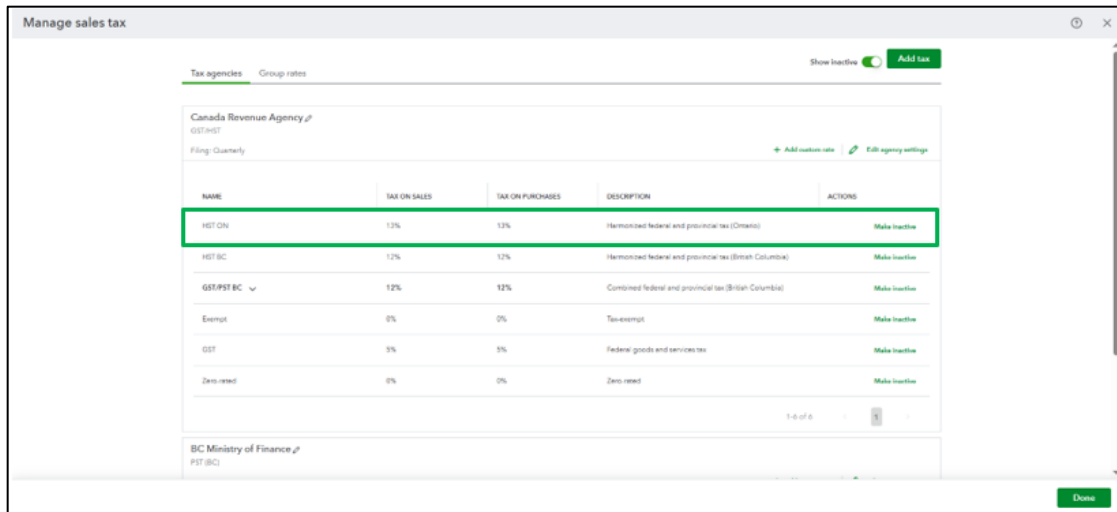 Manage sales tax
Show inactive Add tax
Tax agencies Group rates
Canada Revenue Agency
GST/HST
Filing: Quarterly + Add custom rate Edit agency settings
NAME TAX ON SALES TAX ON PURCHASES DESCRIPTION ACTIONS
HST ON 13% 13% Harmonized federal and provincial tax (Ontario) Make inactive
HST BC 12% 12% Harmonized federal and provincial tax (British Columbia) Make inactive
GST/PST BC 12% 12% Combined federal and provincial tax (British Columbia) Make inactive
Exempt 0% 0% Tax-exempt Make inactive
GST 5% 5% Federal goods and services tax Make inactive
Zero-rated 0% 0% Zero-rated Make inactive
1-6 of 6 1
BC Ministry of Finance
PST (BC)
Done